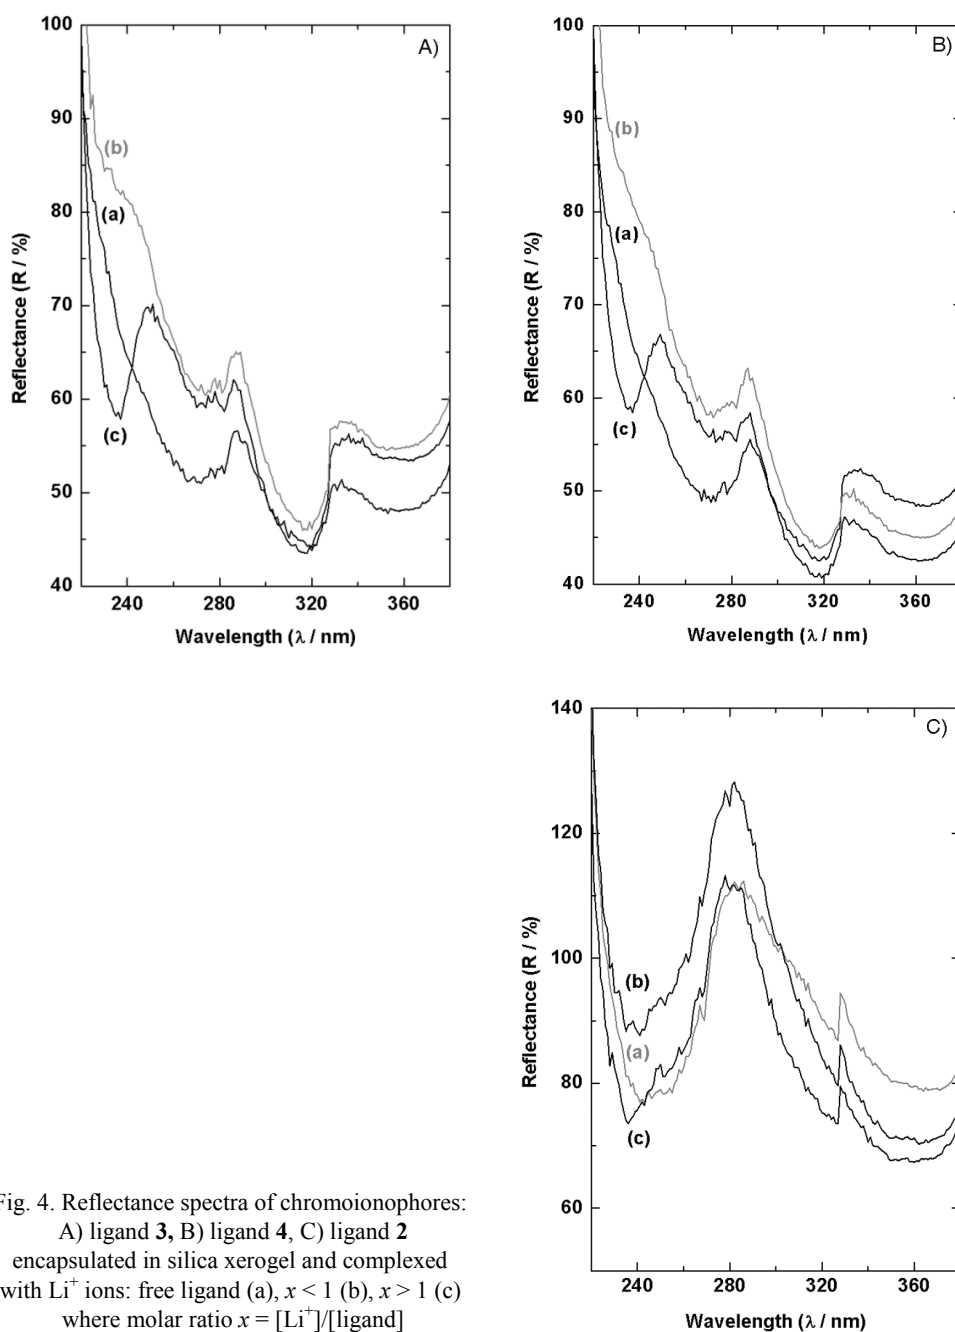 100
90
80
70
60
50
40
A)
(b)
(a)
(c)
240 280 320 360
Reflectance (R / %)
Wavelength (λ / nm)
100
90
80
70
60
50
40
B)
(b)
(a)
(c)
240 280 320 360
Reflectance (R / %)
Wavelength (λ / nm)
140
120
100
80
60
C)
(b)
(a)
(c)
240 280 320 360
Reflectance (R / %)
Wavelength (λ / nm)
Fig. 4. Reflectance spectra of chromoionophores:
A) ligand 3, B) ligand 4, C) ligand 2
encapsulated in silica xerogel and complexed
with Li⁺ ions: free ligand (a), x < 1 (b), x > 1 (c)
where molar ratio x = [Li⁺]/[ligand]